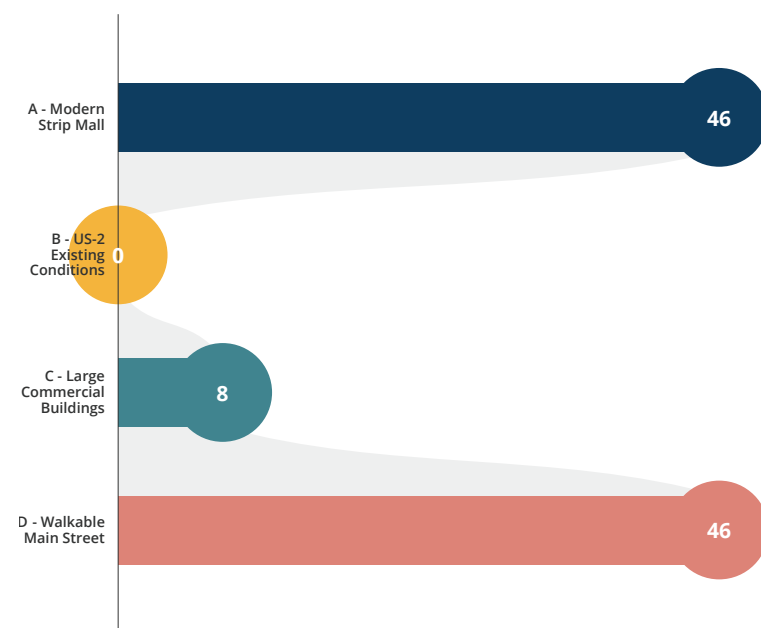 A - Modern
Strip Mall
46
B - US-2
Existing
Conditions
0
C - Large
Commercial
Buildings
8
D - Walkable
Main Street
46